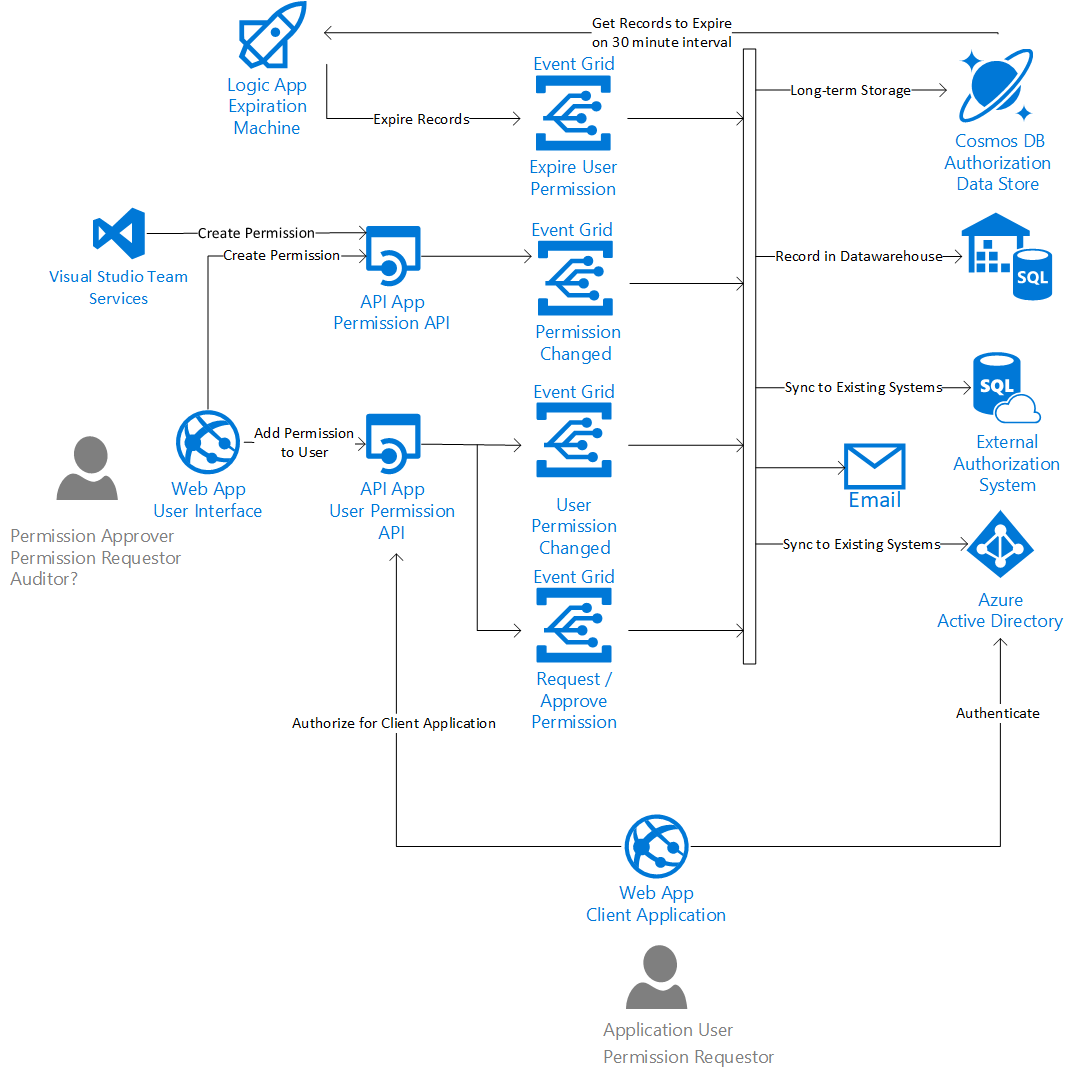 Get Records to Expire
on 30 minute interval
Logic App
Expiration
Machine
Expire Records
Event Grid
Expire User
Permission
Long-term Storage
Cosmos DB
Authorization
Data Store
Visual Studio Team
Services
Create Permission
Create Permission
API App
Permission API
Event Grid
Permission
Changed
Record in Datawarehouse
SQL
Web App
User Interface
Add Permission
to User
API App
User Permission
API
Event Grid
User
Permission
Changed
Sync to Existing Systems
SQL
External
Authorization
System
Email
Permission Approver
Permission Requestor
Auditor?
Event Grid
Request /
Approve
Permission
Sync to Existing Systems
Azure
Active Directory
Authorize for Client Application
Authenticate
Web App
Client Application
Application User
Permission Requestor